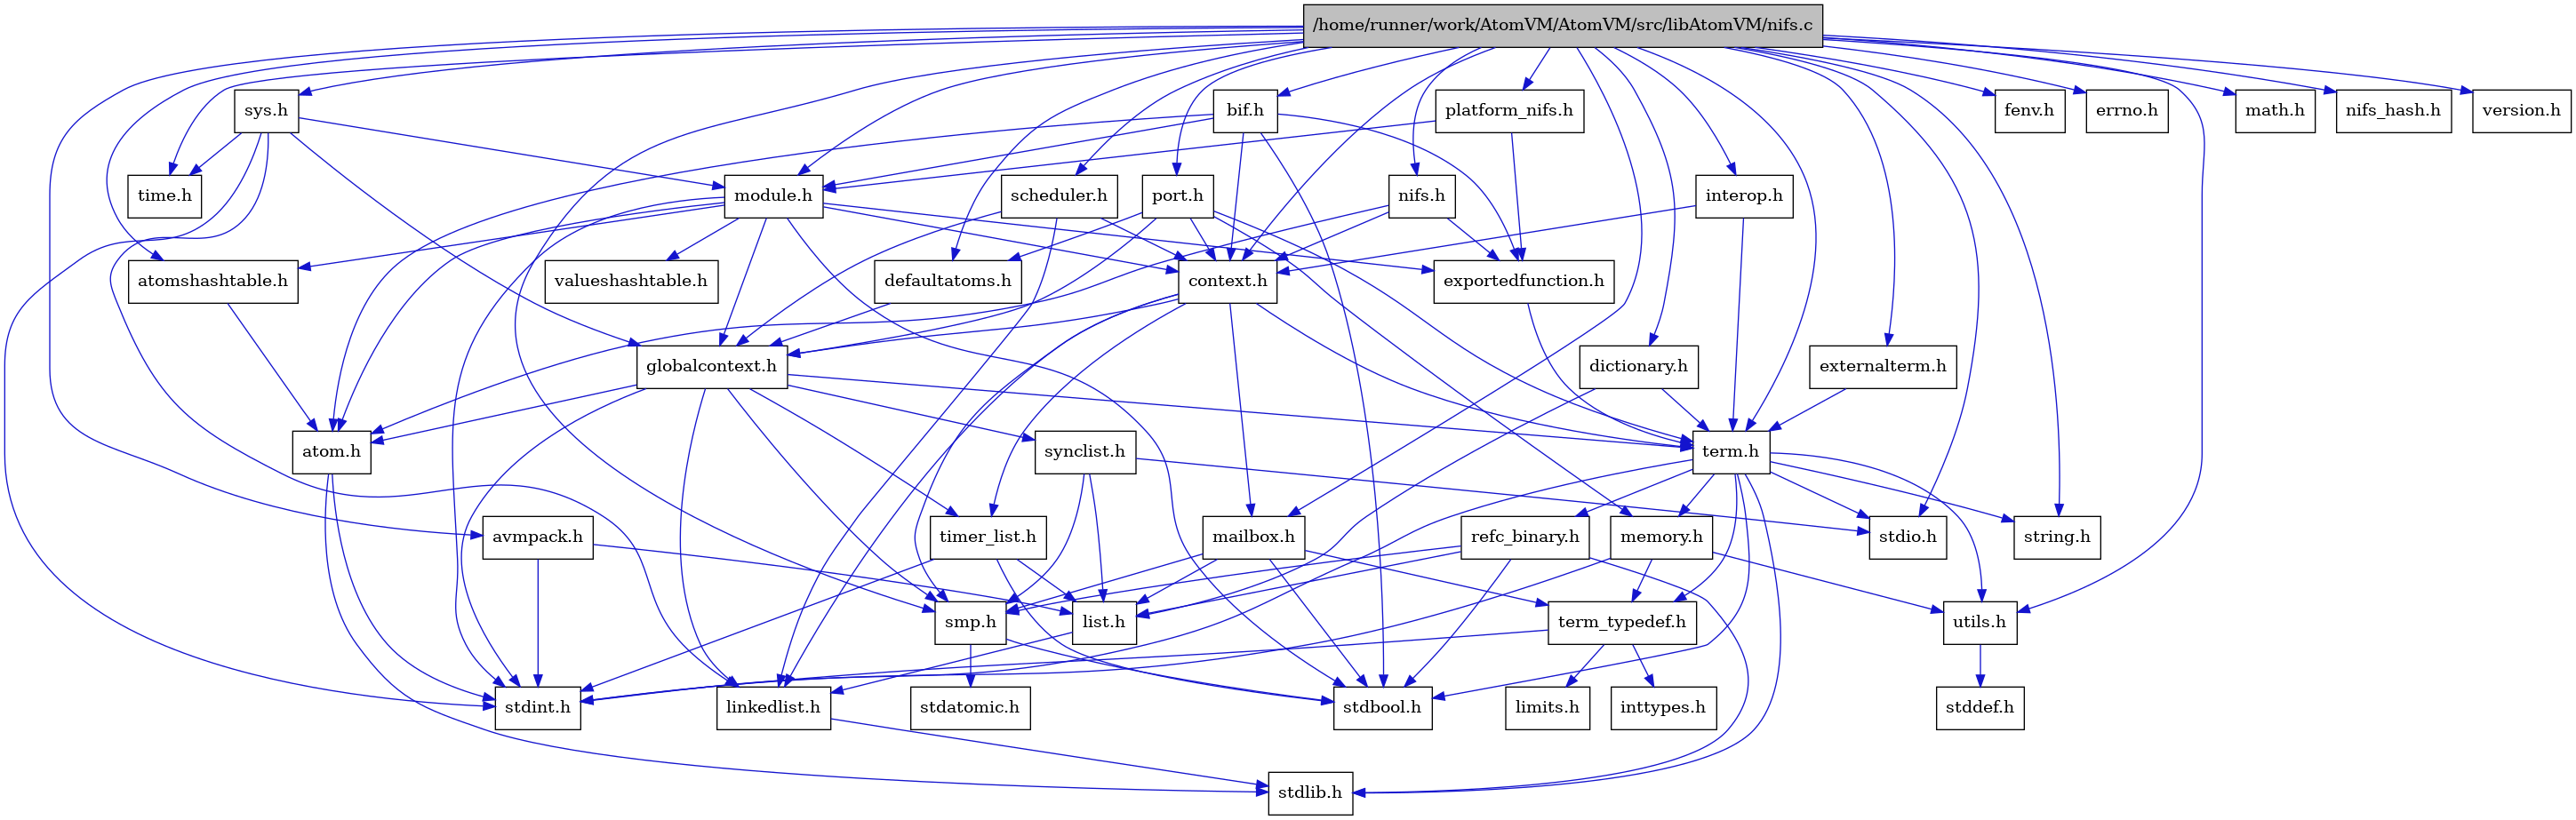 /home/runner/work/AtomVM/AtomVM/src/libAtomVM/nifs.c
sys.h
bif.h
platform_nifs.h
fenv.h
errno.h
math.h
nifs_hash.h
version.h
time.h
module.h
scheduler.h
port.h
nifs.h
interop.h
atomshashtable.h
valueshashtable.h
defaultatoms.h
context.h
exportedfunction.h
globalcontext.h
dictionary.h
externalterm.h
atom.h
synclist.h
term.h
avmpack.h
timer_list.h
mailbox.h
refc_binary.h
memory.h
stdio.h
string.h
smp.h
list.h
term_typedef.h
utils.h
stdint.h
linkedlist.h
stdatomic.h
stdbool.h
limits.h
inttypes.h
stddef.h
stdlib.h